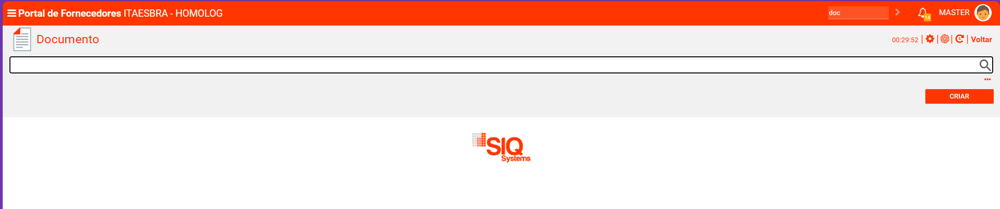 Portal de Fornecedores ITAESBRA - HOMOLOG
doc
14
MASTER
Documento
00:29:52 | | | | Voltar
•••
CRIAR
SIQ
Systems